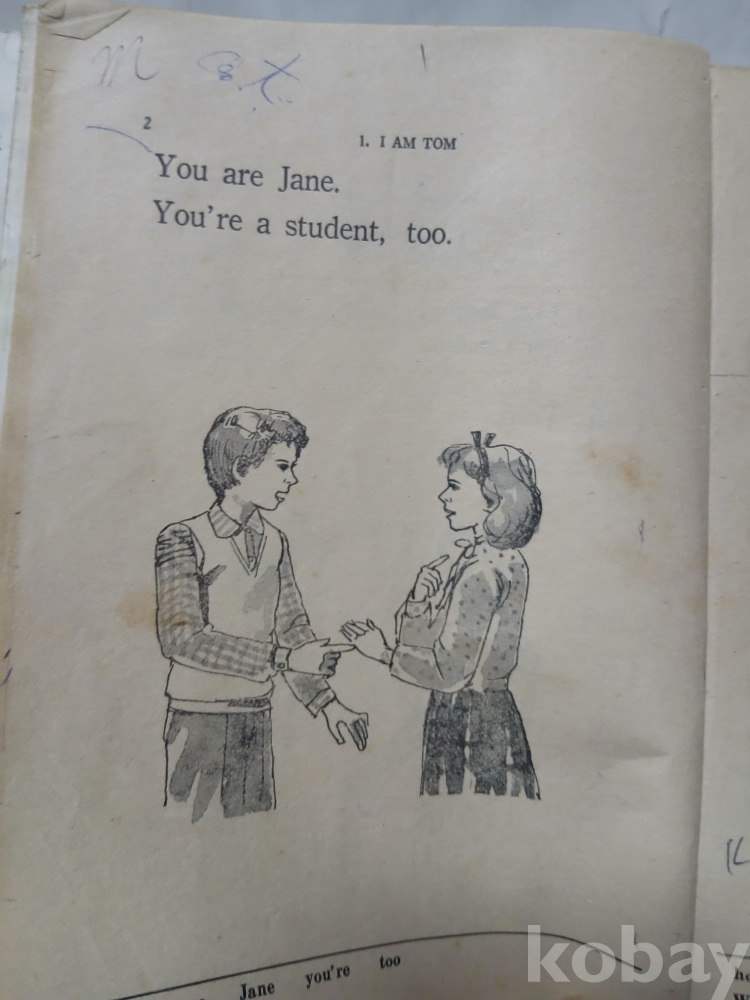 2
1. I AM TOM
You are Jane.
You're a student, too.
Jane you're too
kobay